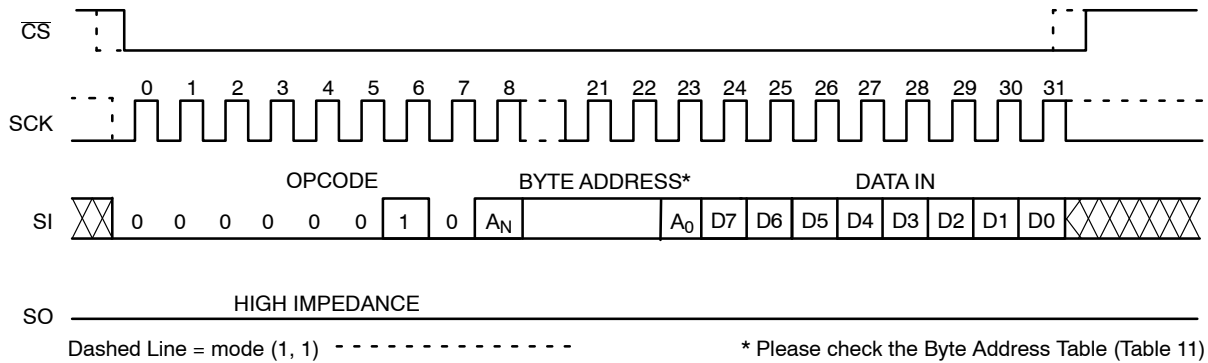 CS
0 1 2 3 4 5 6 7 8 21 22 23 24 25 26 27 28 29 30 31
SCK
OPCODE BYTE ADDRESS* DATA IN
SI 0 0 0 0 0 0 1 0 AN A0 D7 D6 D5 D4 D3 D2 D1 D0
HIGH IMPEDANCE
SO
Dashed Line = mode (1, 1) * Please check the Byte Address Table (Table 11)